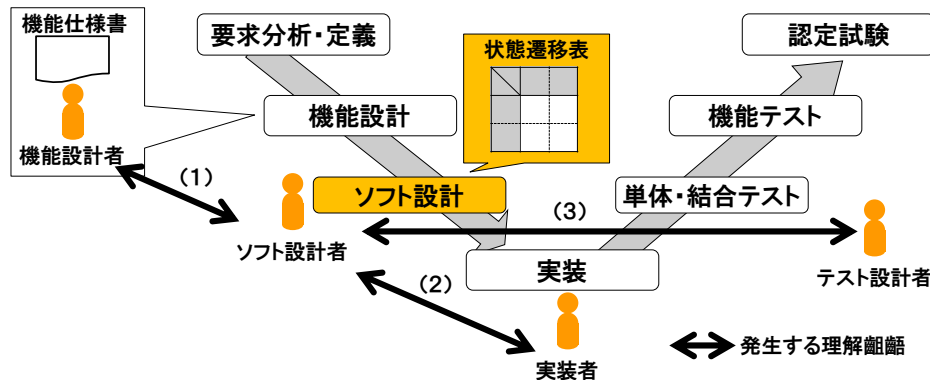 機能仕様書
要求分析・定義
状態遷移表
認定試験
機能設計
機能テスト
機能設計者
(1)
ソフト設計
(3)
単体・結合テスト
ソフト設計者
(2)
実装
テスト設計者
実装者
発生する理解齟齬